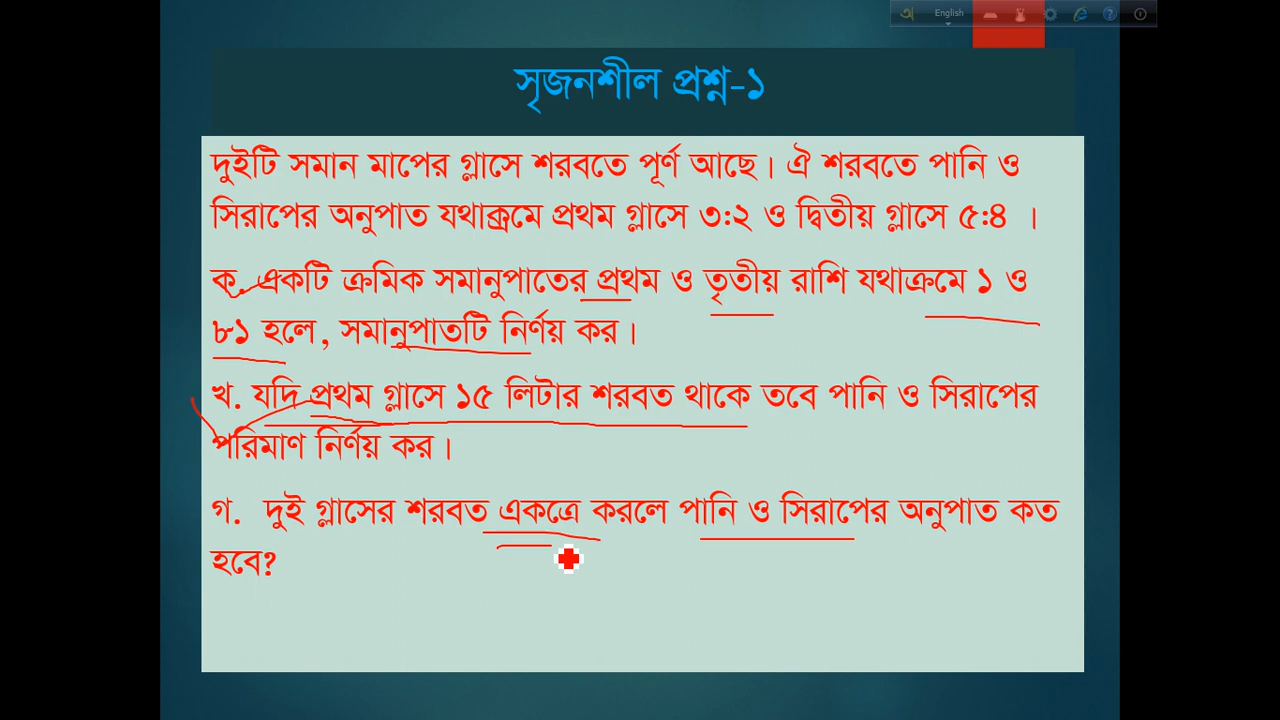 English
সৃজনশীল প্রশ্ন-১
দুইটি সমান মাপের গ্লাসে শরবতে পূর্ণ আছে। ঐ শরবতে পানি ও
সিরাপের অনুপাত যথাক্রমে প্রথম গ্লাসে ৩:২ ও দ্বিতীয় গ্লাসে ৫:৪ ।
ক. একটি ক্রমিক সমানুপাতের প্রথম ও তৃতীয় রাশি যথাক্রমে ১ ও
৮১ হলে, সমানুপাতটি নির্ণয় কর।
খ. যদি প্রথম গ্লাসে ১৫ লিটার শরবত থাকে তবে পানি ও সিরাপের
পরিমাণ নির্ণয় কর।
গ. দুই গ্লাসের শরবত একত্রে করলে পানি ও সিরাপের অনুপাত কত
হবে?